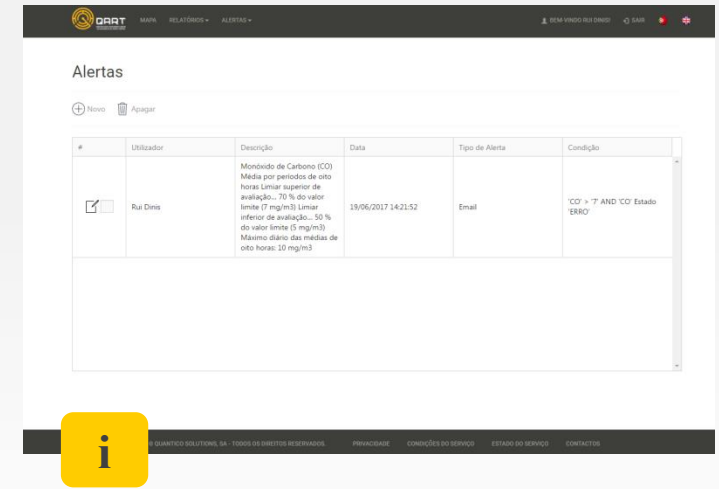 QART MAPA RELATÓRIOS ALERTAS BEM-VINDO RUI DINIS! SAIR
Alertas
Novo Apagar
# Utilizador Descrição Data Tipo de Alerta Condição
Monóxido de Carbono (CO)
Média por períodos de oito
horas Limiar superior de
avaliação... 70 % do valor
limite (7 mg/m3) Limiar
inferior de avaliação... 50 %
do valor limite (5 mg/m3)
Máximo diário das médias de
oito horas: 10 mg/m3
Rui Dinis
19/06/2017 14:21:52
Email
'CO' > '7' AND 'CO' Estado
'ERRO'
© QUANTICO SOLUTIONS, SA - TODOS OS DIREITOS RESERVADOS. PRIVACIDADE CONDIÇÕES DO SERVIÇO ESTADO DO SERVIÇO CONTACTOS
i